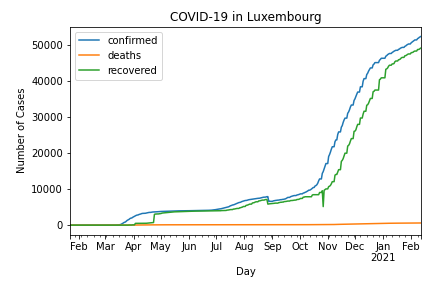 COVID-19 in Luxembourg
confirmed
deaths
recovered
Number of Cases
50000
40000
30000
20000
10000
0
Feb Mar Apr May Jun Jul Aug Sep Oct Nov Dec Jan Feb
2021
Day